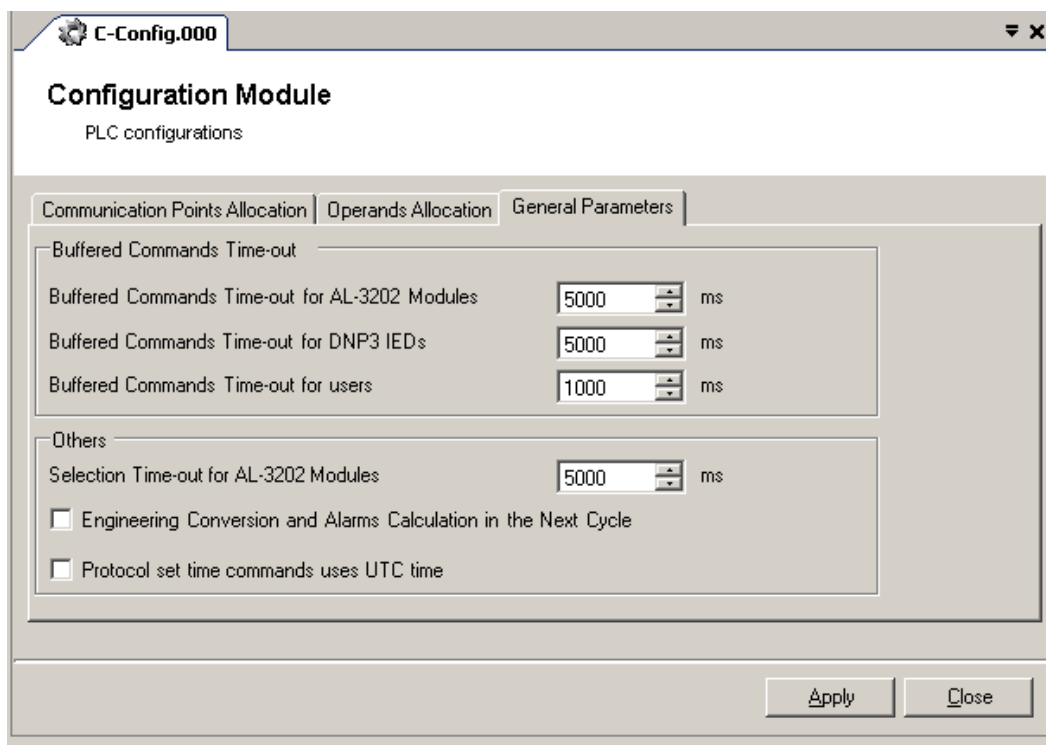 C-Config.000
Configuration Module
PLC configurations
Communication Points Allocation
Operands Allocation
General Parameters
Buffered Commands Time-out
Buffered Commands Time-out for AL-3202 Modules 5000 ms
Buffered Commands Time-out for DNP3 IEDs 5000 ms
Buffered Commands Time-out for users 1000 ms
Others
Selection Time-out for AL-3202 Modules 5000 ms
Engineering Conversion and Alarms Calculation in the Next Cycle
Protocol set time commands uses UTC time
Apply
Close